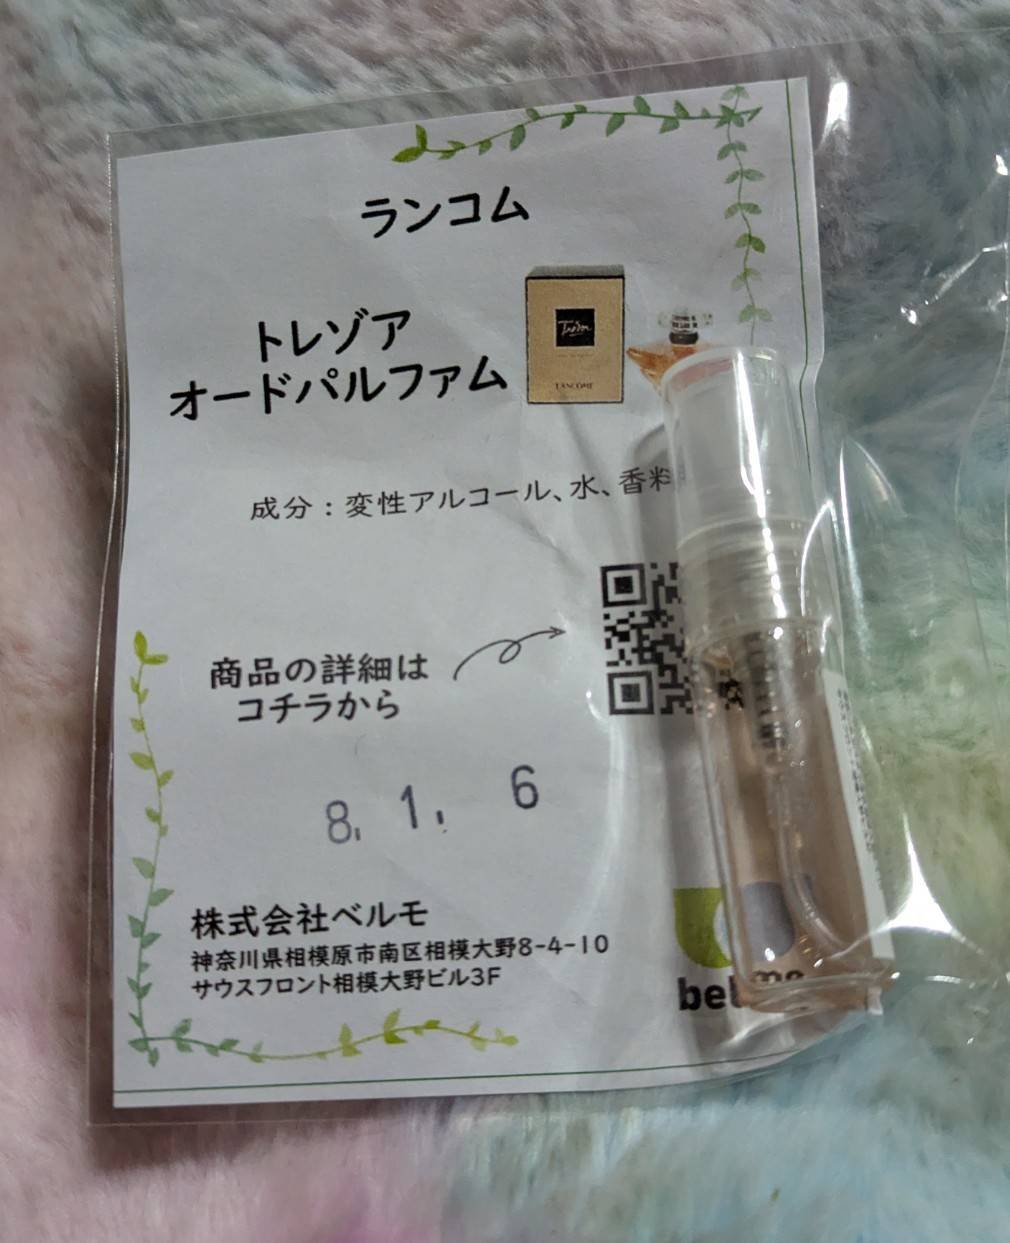 ランコム
トレゾア
オードパルファム
Trésor
LANCÔME
成分：変性アルコール、水、香料
商品の詳細は
コチラから
8. 1. 6
株式会社ベルモ
神奈川県相模原市南区相模大野8-4-10
サウスフロント相模大野ビル3F